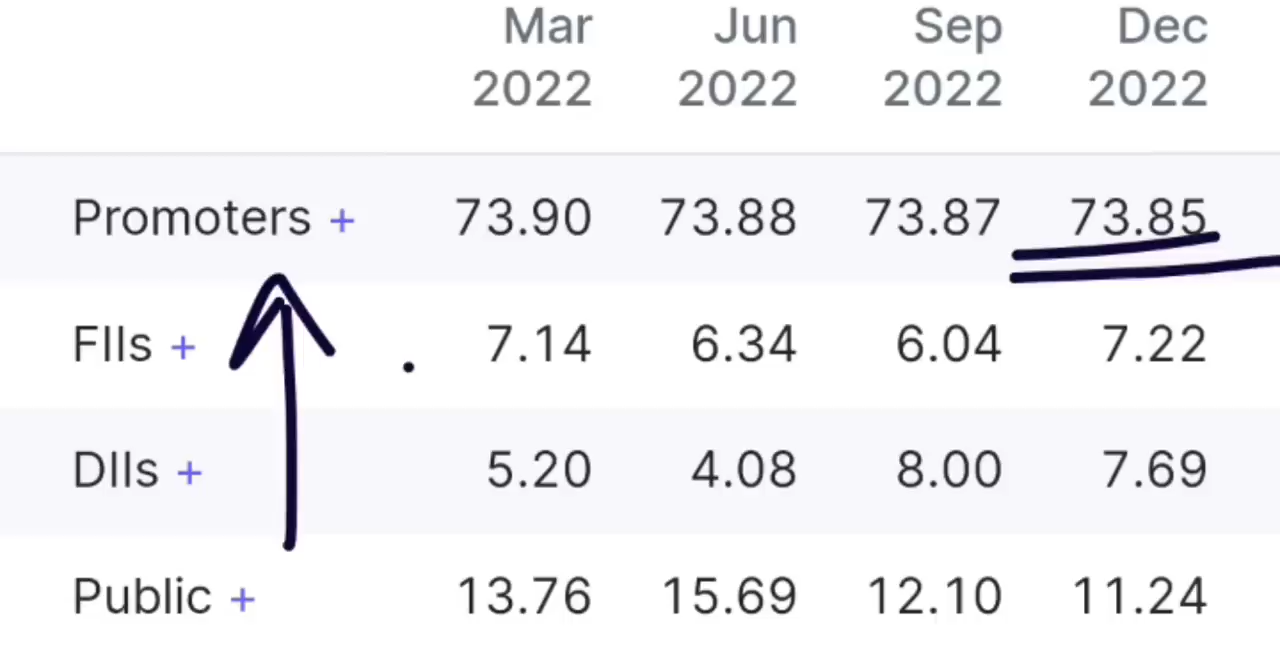 Mar Jun Sep Dec
2022 2022 2022 2022
Promoters + 73.90 73.88 73.87 73.85
FIIs + 7.14 6.34 6.04 7.22
DIIs + 5.20 4.08 8.00 7.69
Public + 13.76 15.69 12.10 11.24